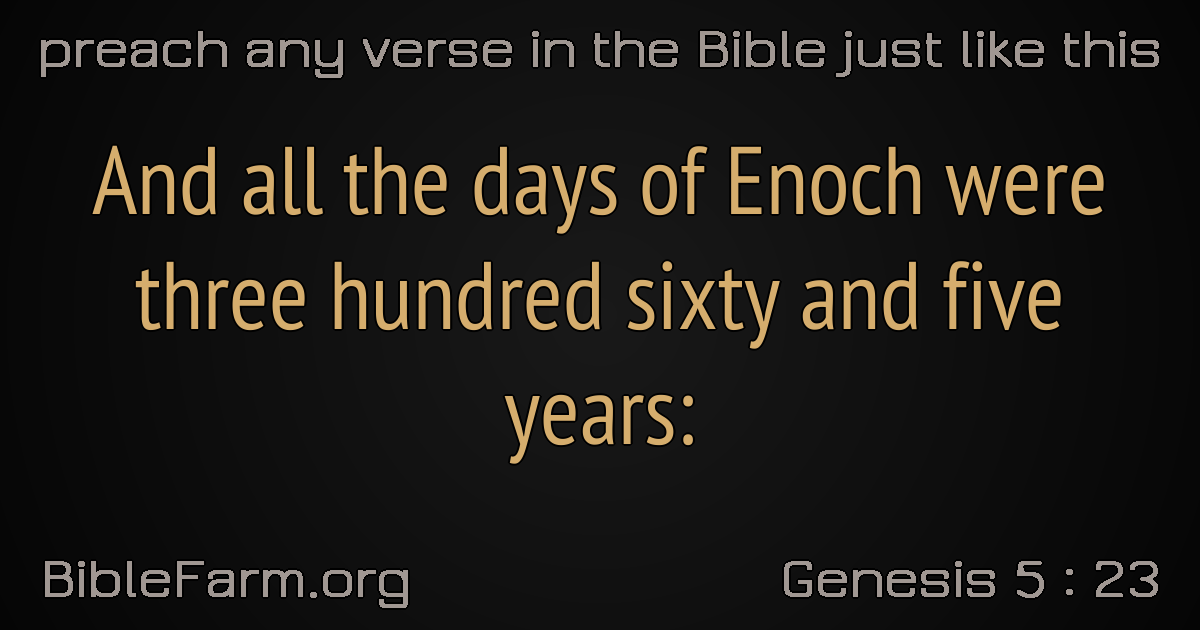 preach any verse in the Bible just like this
And all the days of Enoch were
three hundred sixty and five
years:
BibleFarm.org
Genesis 5 : 23